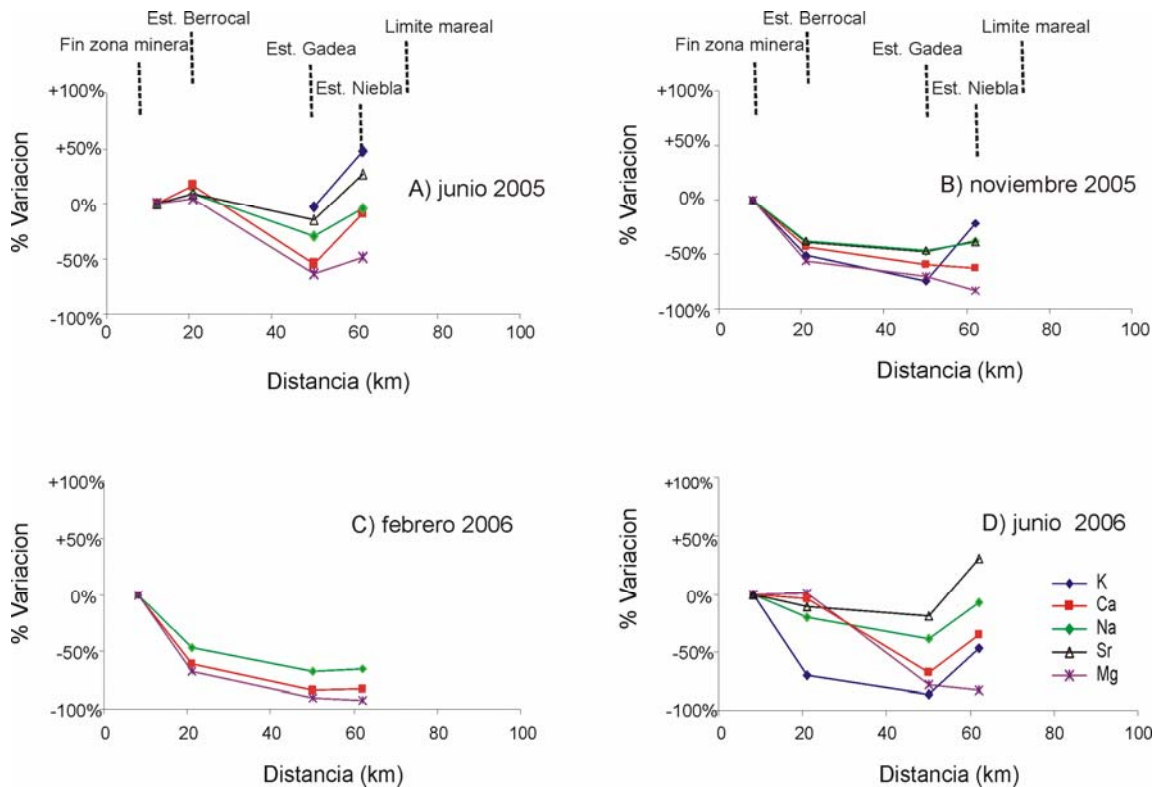 Est. Berrocal
Limite mareal
Fin zona minera
Est. Gadea
Est. Niebla
+100%
+50%
0%
-50%
-100%
% Variacion
A) junio 2005
0
20
40
60
80
100
Distancia (km)
Est. Berrocal
Limite mareal
Fin zona minera
Est. Gadea
Est. Niebla
+100%
+50%
0%
-50%
-100%
% Variacion
B) noviembre 2005
0
20
40
60
80
100
Distancia (km)
+100%
+50%
0%
-50%
-100%
% Variacion
C) febrero 2006
0
20
40
60
80
100
Distancia (km)
+100%
+50%
0%
-50%
-100%
% Variacion
D) junio 2006
K
Ca
Na
Sr
Mg
0
20
40
60
80
100
Distancia (km)